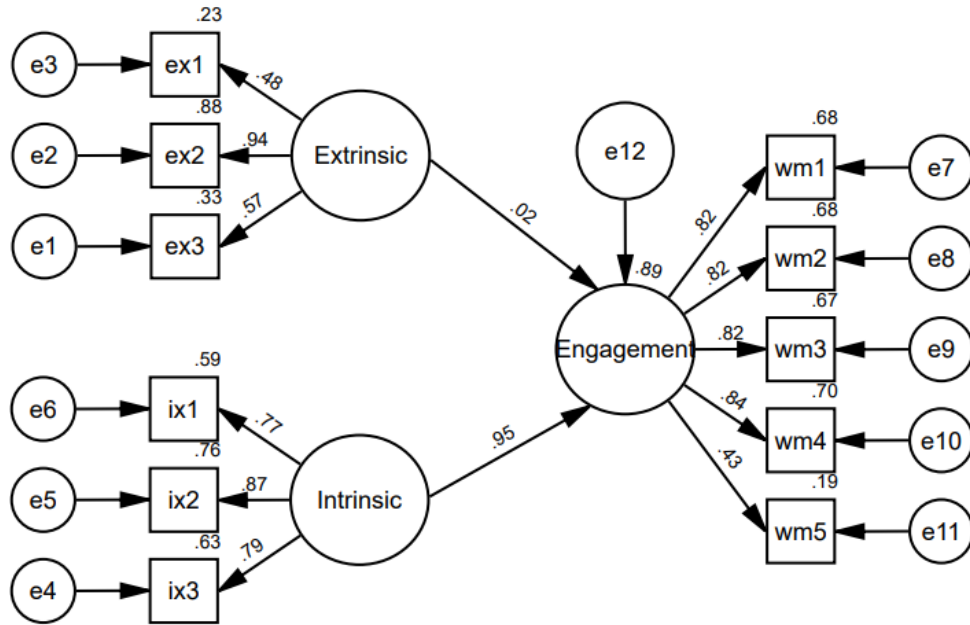 .23
e3
ex1
.48
.88
e2
ex2
.94
Extrinsic
.33
e1
ex3
.57
.02
e12
.89
Engagement
.59
e6
ix1
.77
.76
e5
ix2
.87
Intrinsic
.63
e4
ix3
.79
.95
.68
wm1
e7
.82
.68
wm2
e8
.82
.67
wm3
e9
.82
.70
wm4
e10
.84
.19
wm5
e11
.43